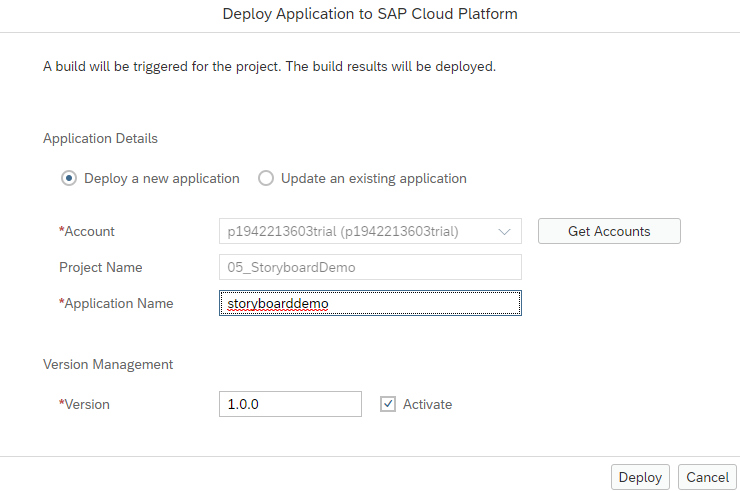 Deploy Application to SAP Cloud Platform
A build will be triggered for the project. The build results will be deployed.
Application Details
Deploy a new application Update an existing application
*Account p1942213603trial (p1942213603trial) Get Accounts
Project Name 05_StoryboardDemo
*Application Name storyboarddemo
Version Management
*Version 1.0.0 Activate
Deploy Cancel